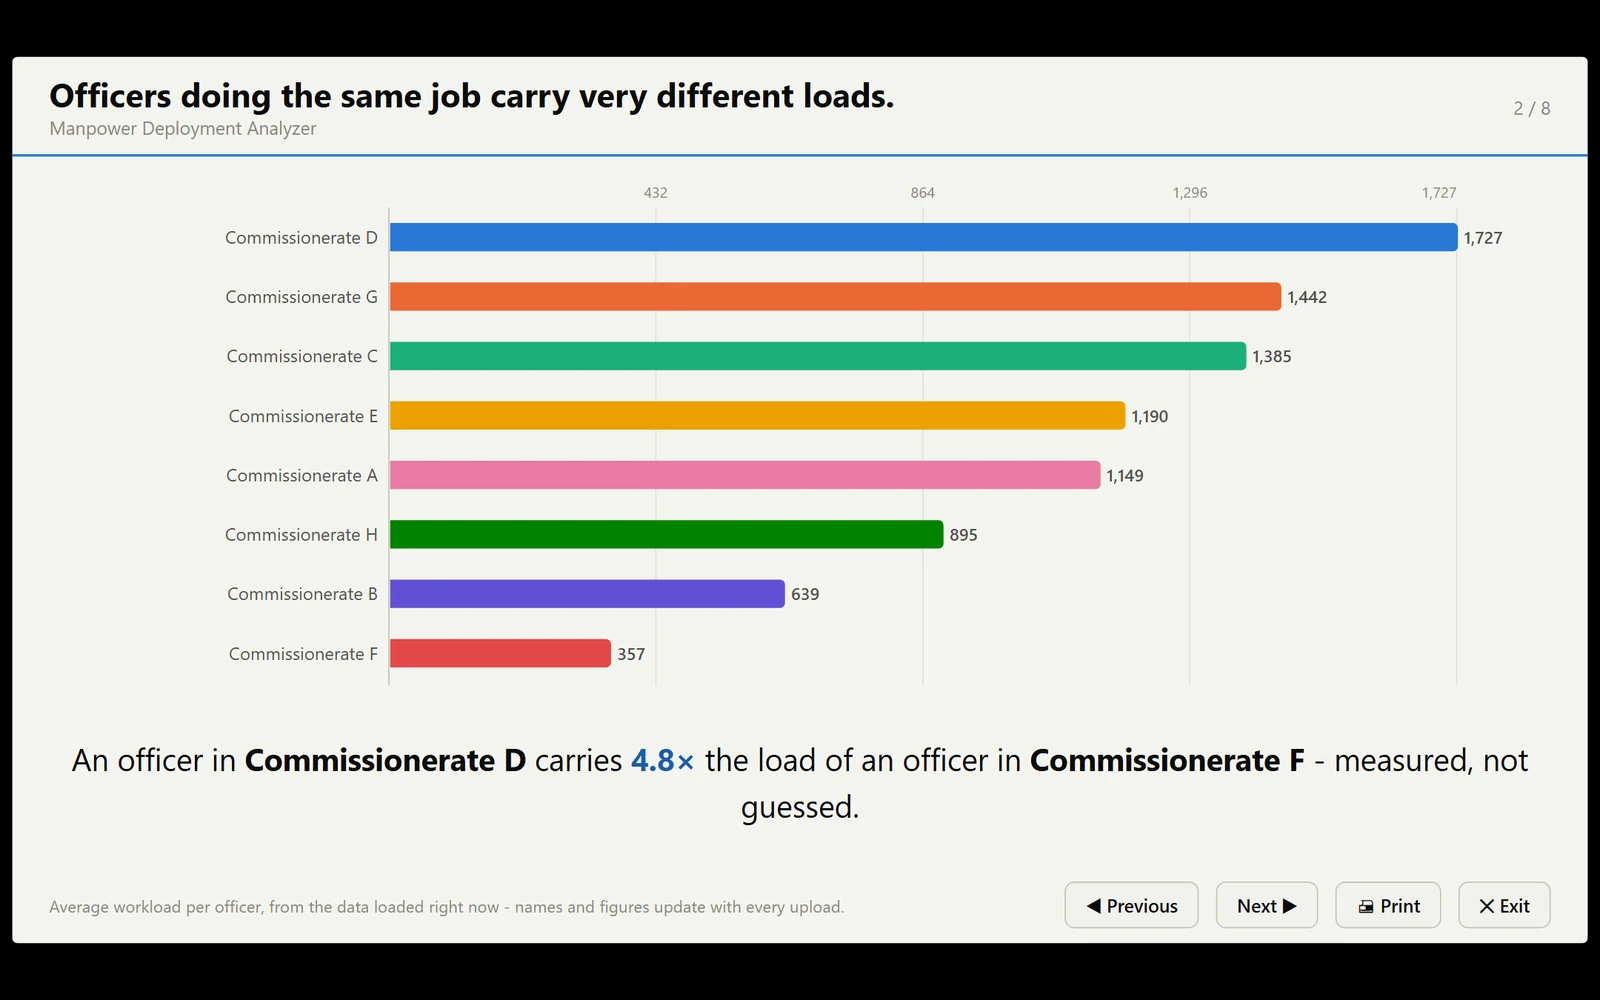 Officers doing the same job carry very different loads.
Manpower Deployment Analyzer
2 / 8
432 864 1,296 1,727
Commissionerate D 1,727
Commissionerate G 1,442
Commissionerate C 1,385
Commissionerate E 1,190
Commissionerate A 1,149
Commissionerate H 895
Commissionerate B 639
Commissionerate F 357
An officer in Commissionerate D carries 4.8× the load of an officer in Commissionerate F - measured, not
guessed.
Average workload per officer, from the data loaded right now - names and figures update with every upload.
◀ Previous Next ▶ 🖨 Print ✕ Exit